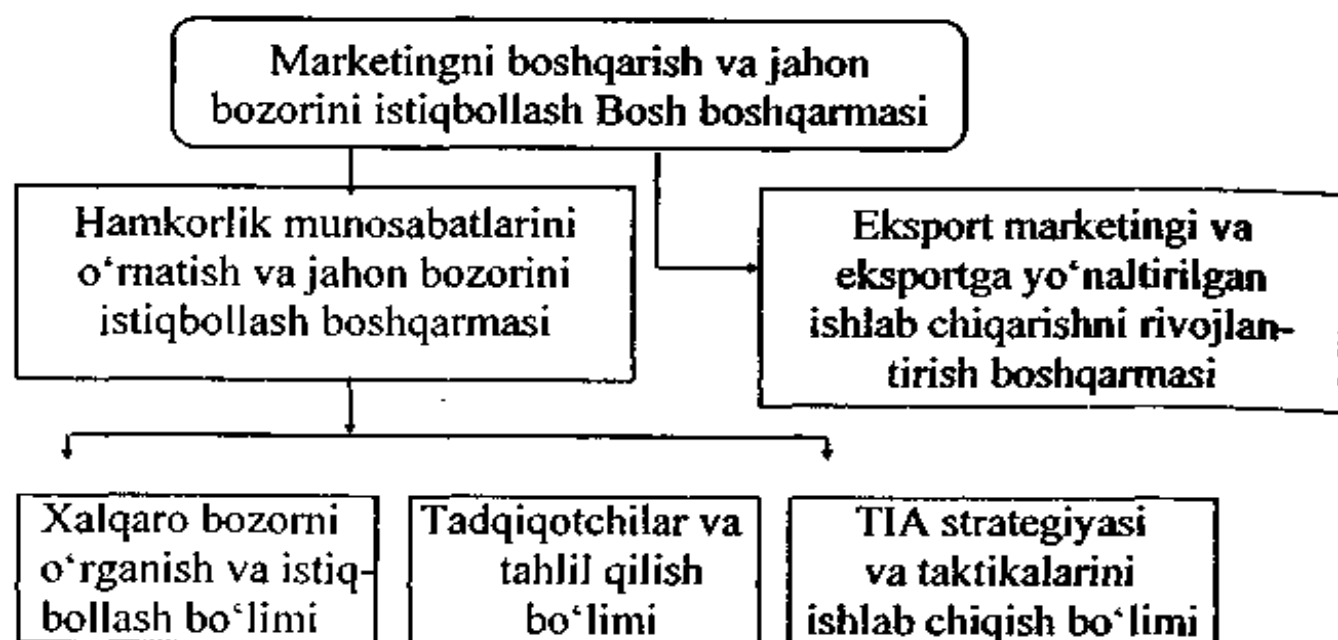 Marketingni boshqarish va jahon
bozorini istiqbollash Bosh boshqarmasi
Hamkorlik munosabatlarini
o‘rnatish va jahon bozorini
istiqbollash boshqarmasi
Eksport marketingi va
eksportga yo‘naltirilgan
ishlab chiqarishni rivojlan-
tirish boshqarmasi
Xalqaro bozorni
o‘rganish va istiq-
bollash bo‘limi
Tadqiqotchilar va
tahlil qilish
bo‘limi
TIA strategiyasi
va taktikalarini
ishlab chiqish bo‘limi